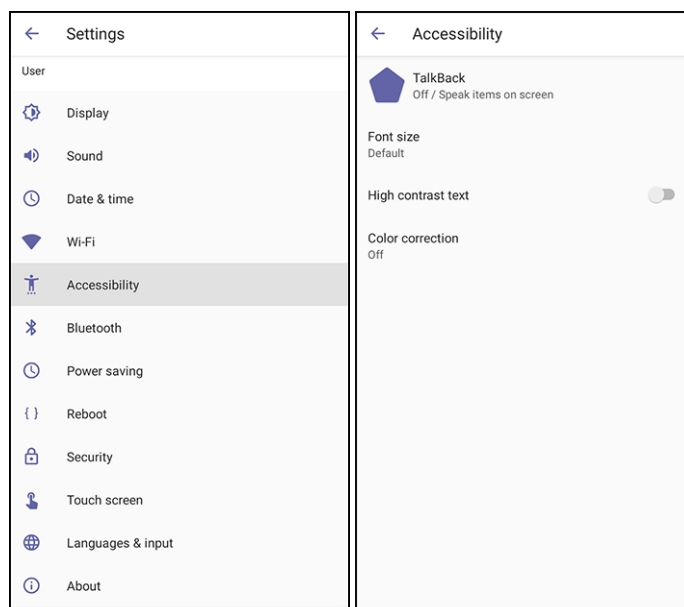 Settings
User
Display
Sound
Date & time
Wi-Fi
Accessibility
Bluetooth
Power saving
{ }
Reboot
Security
Touch screen
Languages & input
About
Accessibility
TalkBack
Off / Speak items on screen
Font size
Default
High contrast text
Color correction
Off